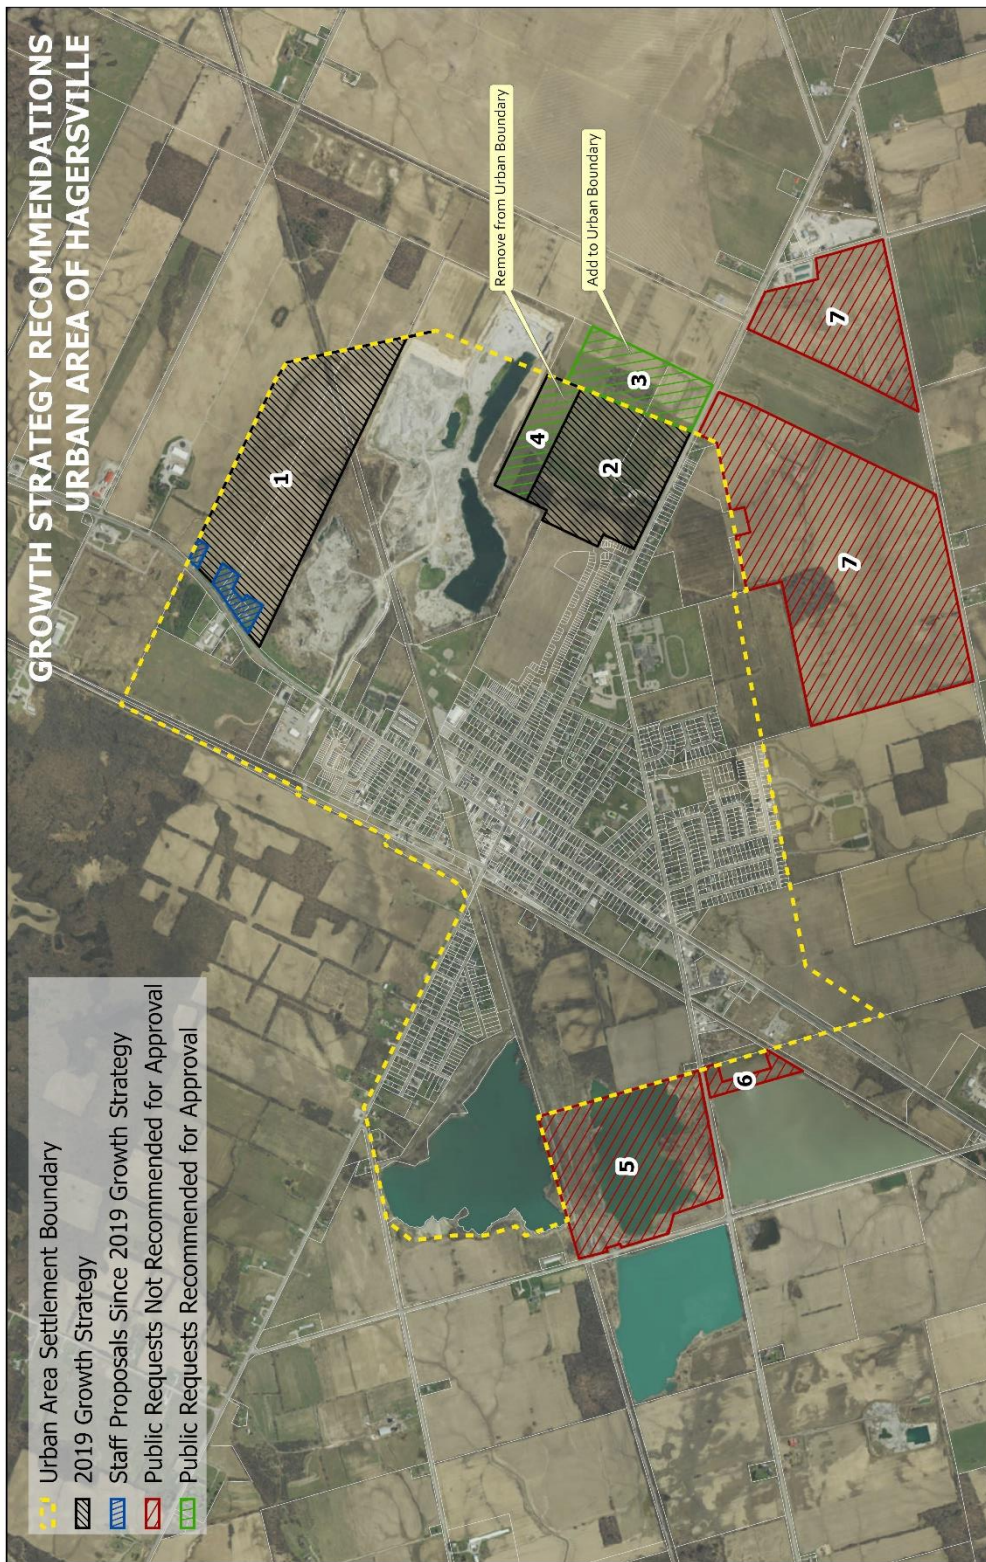 GROWTH STRATEGY RECOMMENDATIONS
URBAN AREA OF HAGERSVILLE
Urban Area Settlement Boundary
2019 Growth Strategy
Staff Proposals Since 2019 Growth Strategy
Public Requests Not Recommended for Approval
Public Requests Recommended for Approval
Remove from Urban Boundary
Add to Urban Boundary
1
4
2
3
7
7
5
6